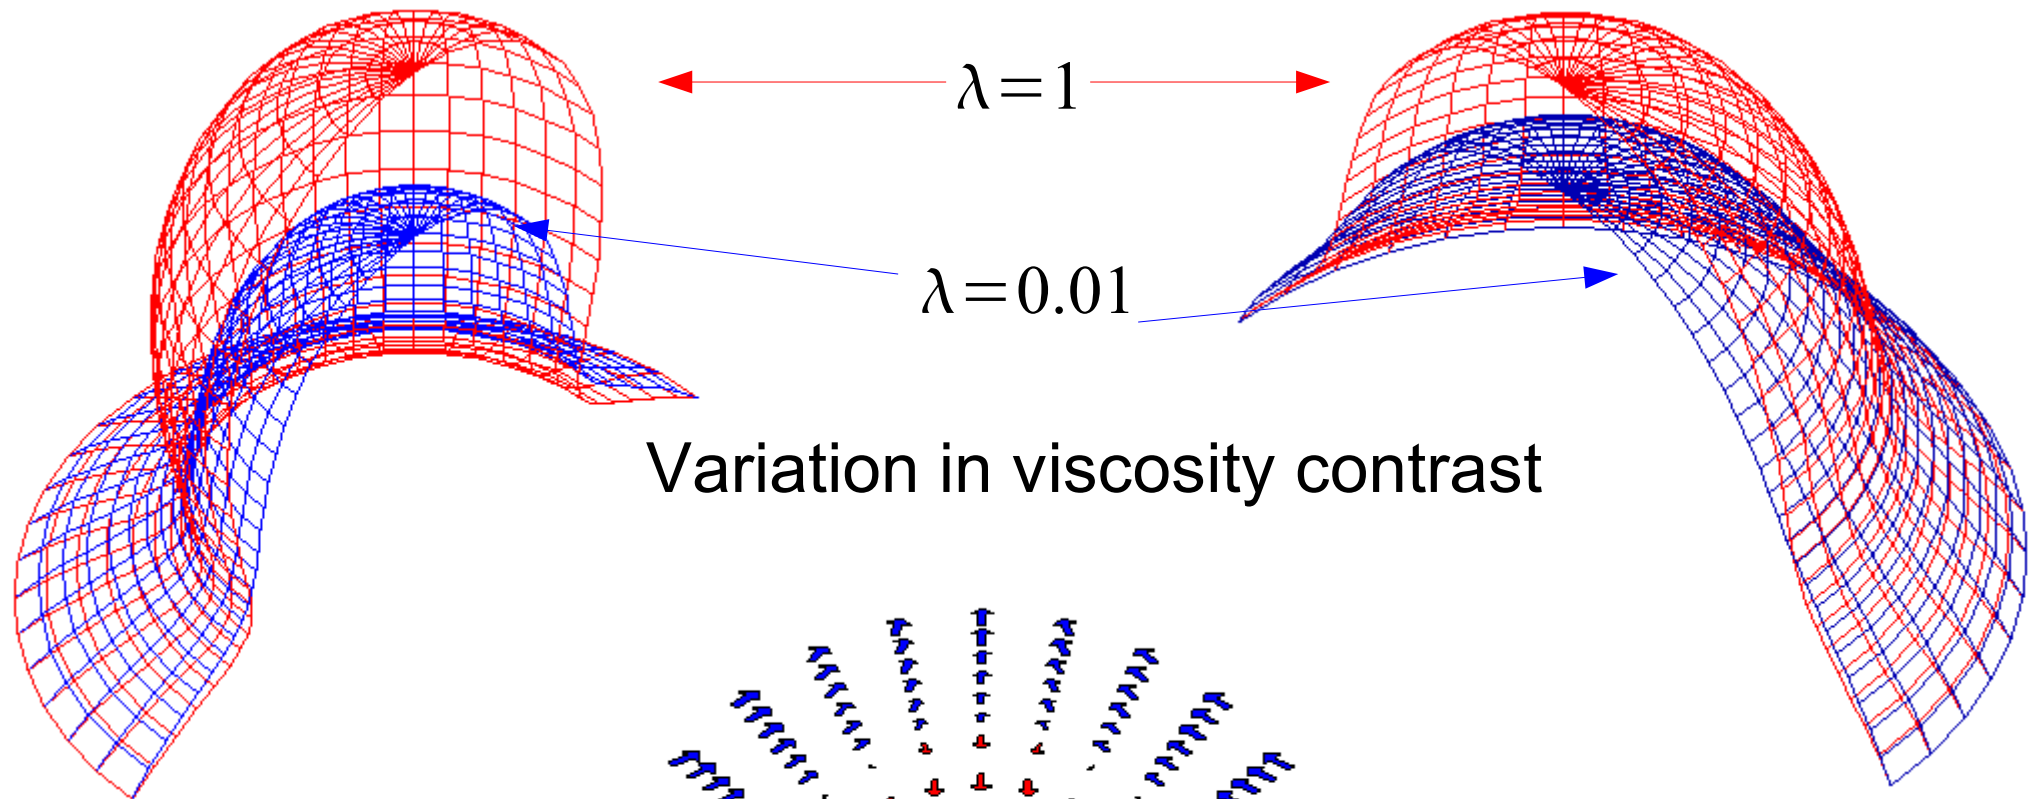 λ=1
λ=0.01
Variation in viscosity contrast